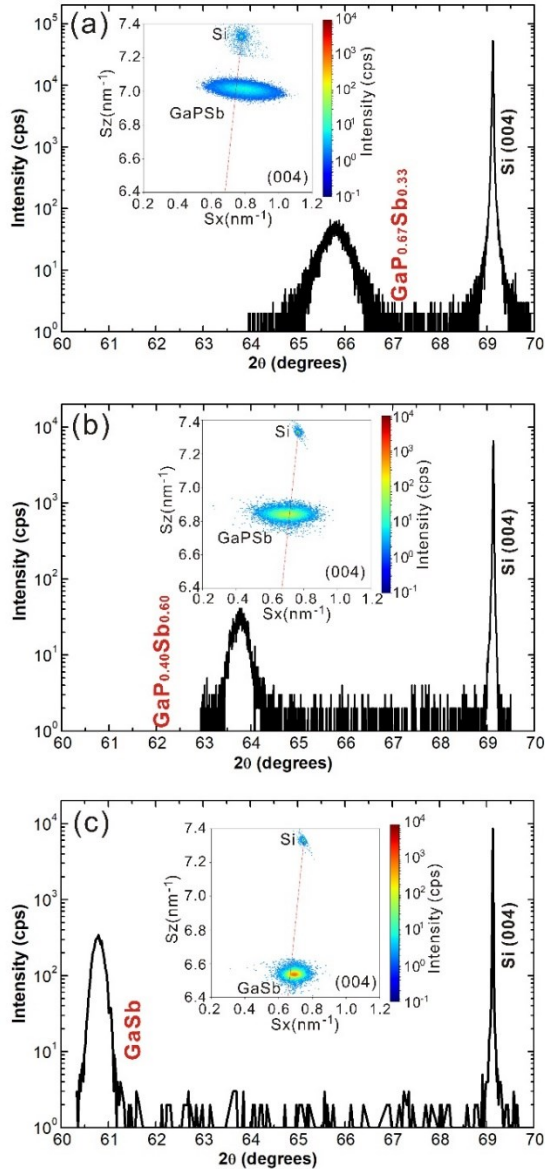 (a)
Intensity (cps)
10⁵
10⁴
10³
10²
10¹
10⁰
60 61 62 63 64 65 66 67 68 69 70
2θ (degrees)
GaP₀.₆₇Sb₀.₃₃
Si (004)
Sz(nm⁻¹)
7.4
7.2
7.0
6.8
6.6
6.4
0.2 0.4 0.6 0.8 1.0 1.2
Sx(nm⁻¹)
Si
GaPSb
(004)
10⁴
10³
10²
10¹
10⁰
10⁻¹
Intensity (cps)
(b)
Intensity (cps)
10⁴
10³
10²
10¹
10⁰
60 61 62 63 64 65 66 67 68 69 70
2θ (degrees)
GaP₀.₄₀Sb₀.₆₀
Si (004)
Sz(nm⁻¹)
7.4
7.2
7.0
6.8
6.6
6.4
0.2 0.4 0.6 0.8 1.0 1.2
Sx(nm⁻¹)
Si
GaPSb
(004)
10⁴
10³
10²
10¹
10⁰
10⁻¹
Intensity (cps)
(c)
Intensity (cps)
10⁴
10³
10²
10¹
10⁰
60 61 62 63 64 65 66 67 68 69 70
2θ (degrees)
GaSb
Si (004)
Sz(nm⁻¹)
7.4
7.2
7.0
6.8
6.6
6.4
0.2 0.4 0.6 0.8 1.0 1.2
Sx(nm⁻¹)
Si
GaSb
(004)
10⁴
10³
10²
10¹
10⁰
10⁻¹
Intensity (cps)